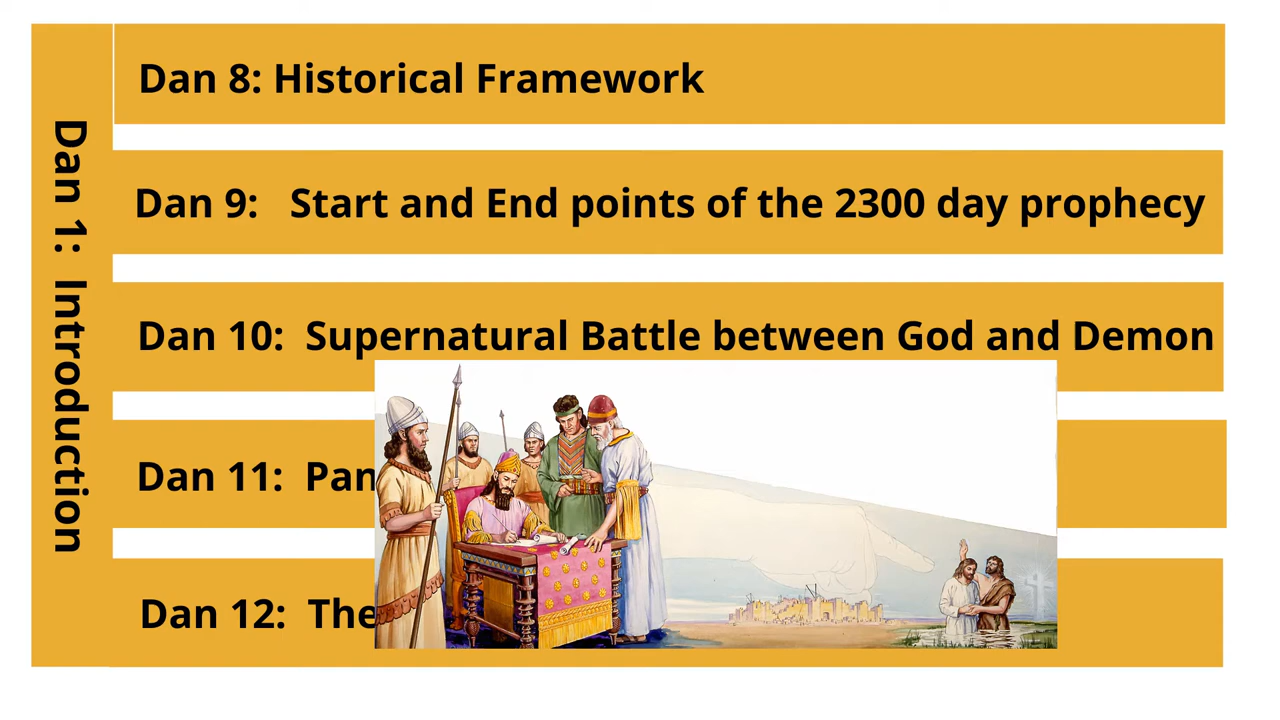 Dan 1: Introduction
Dan 8: Historical Framework
Dan 9: Start and End points of the 2300 day prophecy
Dan 10: Supernatural Battle between God and Demon
Dan 11: Pan
Dan 12: The